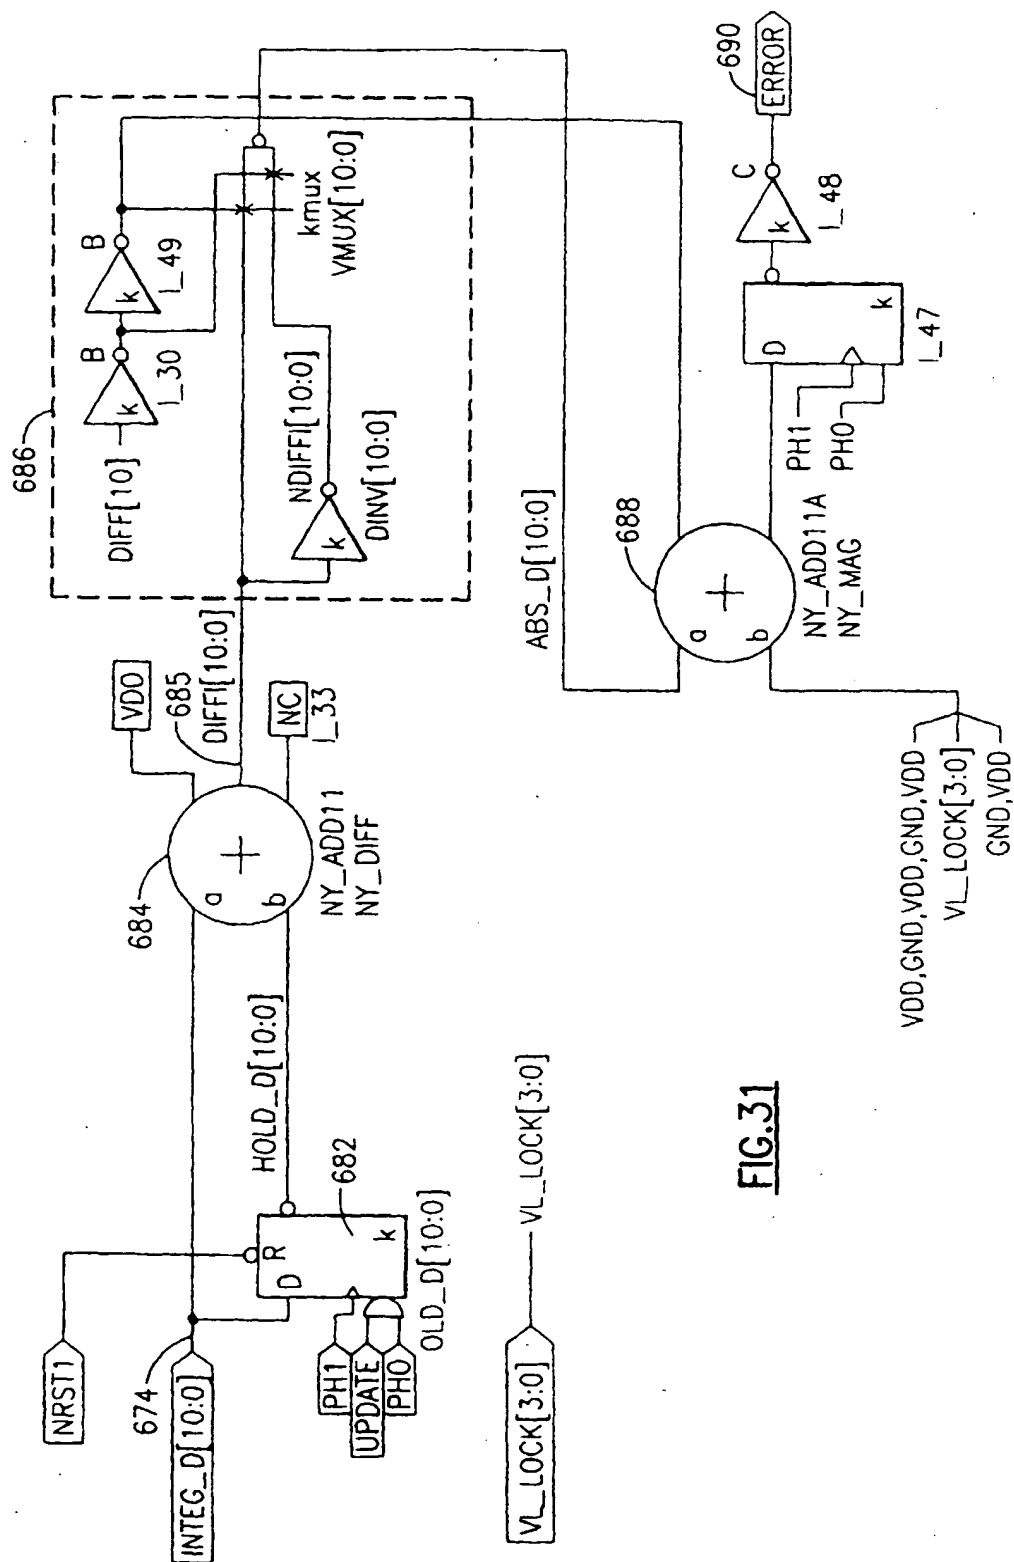 NRST1
674
INTEG_D[10:0]
D
R
k
682
PH1
UPDATE
PH0
OLD_D[10:0]
HOLD_D[10:0]
684
a
b
NY_ADD11
NY_DIFF
VDD
685
DIFFI[10:0]
NC
I_33
686
DIFF[10]
k
B
I_30
k
B
I_49
NDIFFI[10:0]
k
DINV[10:0]
kmux
VMUX[10:0]
ABS_D[10:0]
688
a
b
NY_ADD11A
NY_MAG
PH1
PH0
D
k
I_47
k
C
I_48
690
ERROR
VL_LOCK[3:0]
VL_LOCK[3:0]
VDD,GND,VDD,GND,VDD
VL_LOCK[3:0]
GND,VDD
FIG.31